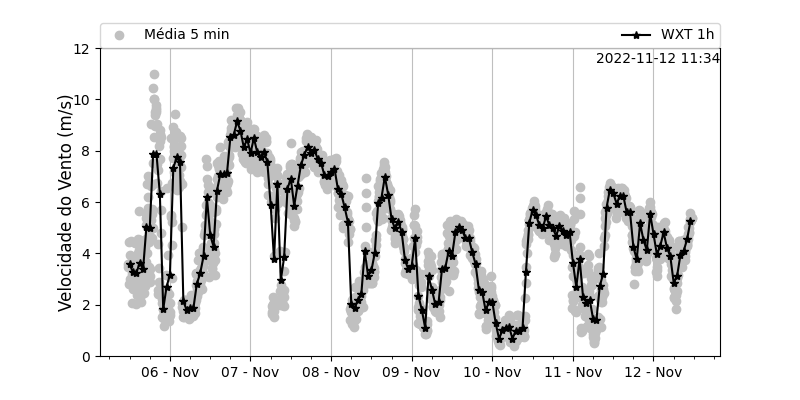 Média 5 min
WXT 1h
2022-11-12 11:34
Velocidade do Vento (m/s)
12
10
8
6
4
2
0
06 - Nov
07 - Nov
08 - Nov
09 - Nov
10 - Nov
11 - Nov
12 - Nov